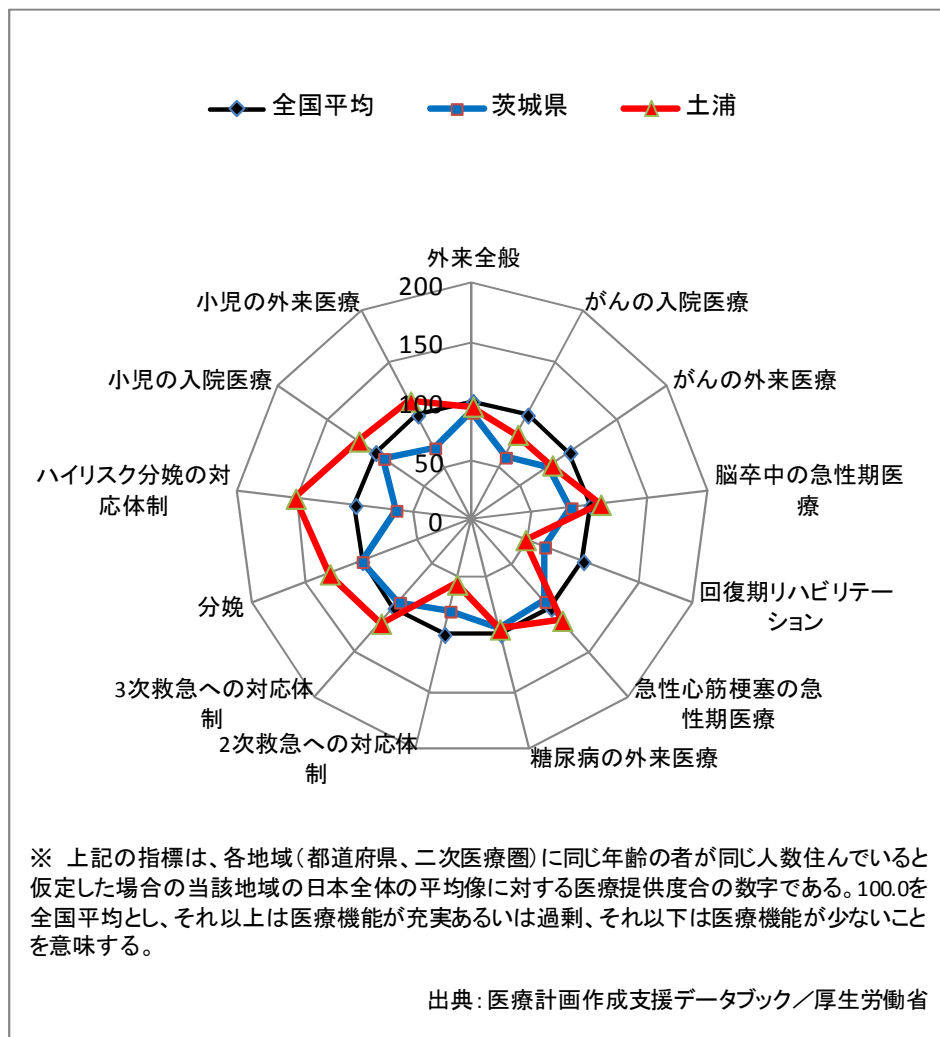 全国平均 茨城県 土浦
外来全般
小児の外来医療
がんの入院医療
小児の入院医療
がんの外来医療
ハイリスク分娩の対
応体制
脳卒中の急性期医
療
分娩
回復期リハビリテー
ション
3次救急への対応体
制
急性心筋梗塞の急
性期医療
2次救急への対応体
制
糖尿病の外来医療
200
150
100
50
0
※ 上記の指標は、各地域（都道府県、二次医療圏）に同じ年齢の者が同じ人数住んでいると
仮定した場合の当該地域の日本全体の平均像に対する医療提供度合の数字である。100.0を
全国平均とし、それ以上は医療機能が充実あるいは過剰、それ以下は医療機能が少ないこと
を意味する。
出典：医療計画作成支援データブック／厚生労働省